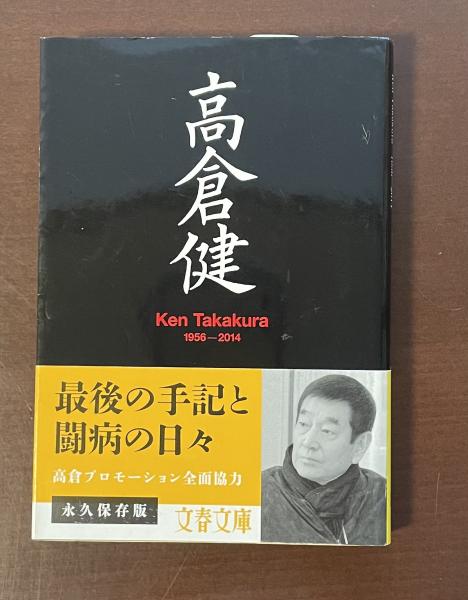 高倉健
Ken Takakura
1956—2014
最後の手記と
闘病の日々
高倉プロモーション全面協力
永久保存版
文春文庫